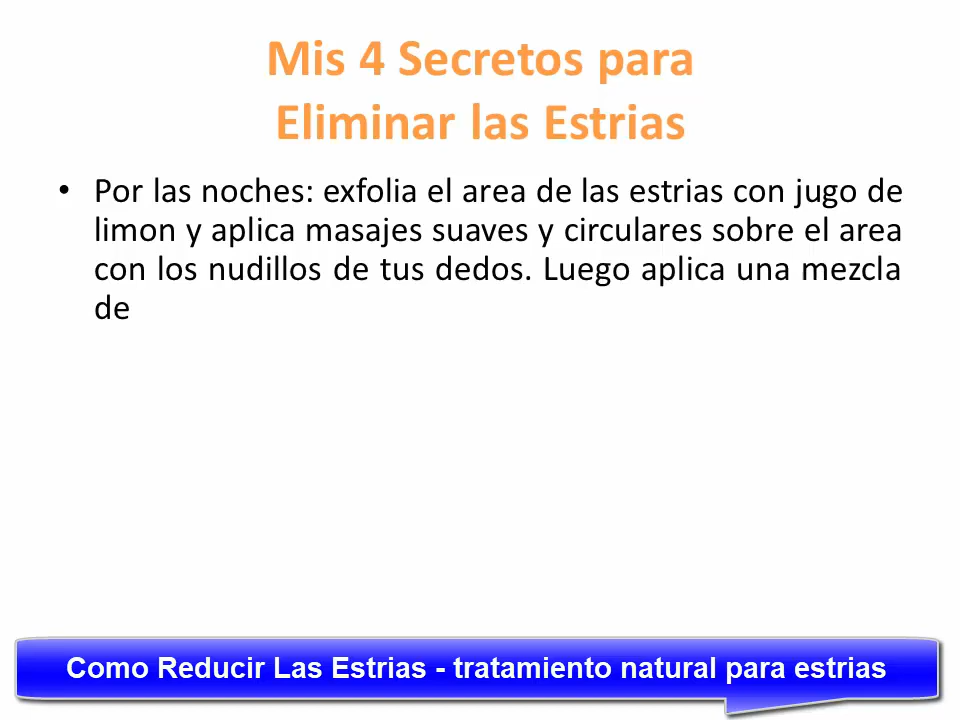 Mis 4 Secretos para
Eliminar las Estrias
• Por las noches: exfolia el area de las estrias con jugo de
limon y aplica masajes suaves y circulares sobre el area
con los nudillos de tus dedos. Luego aplica una mezcla
de
Como Reducir Las Estrias - tratamiento natural para estrias